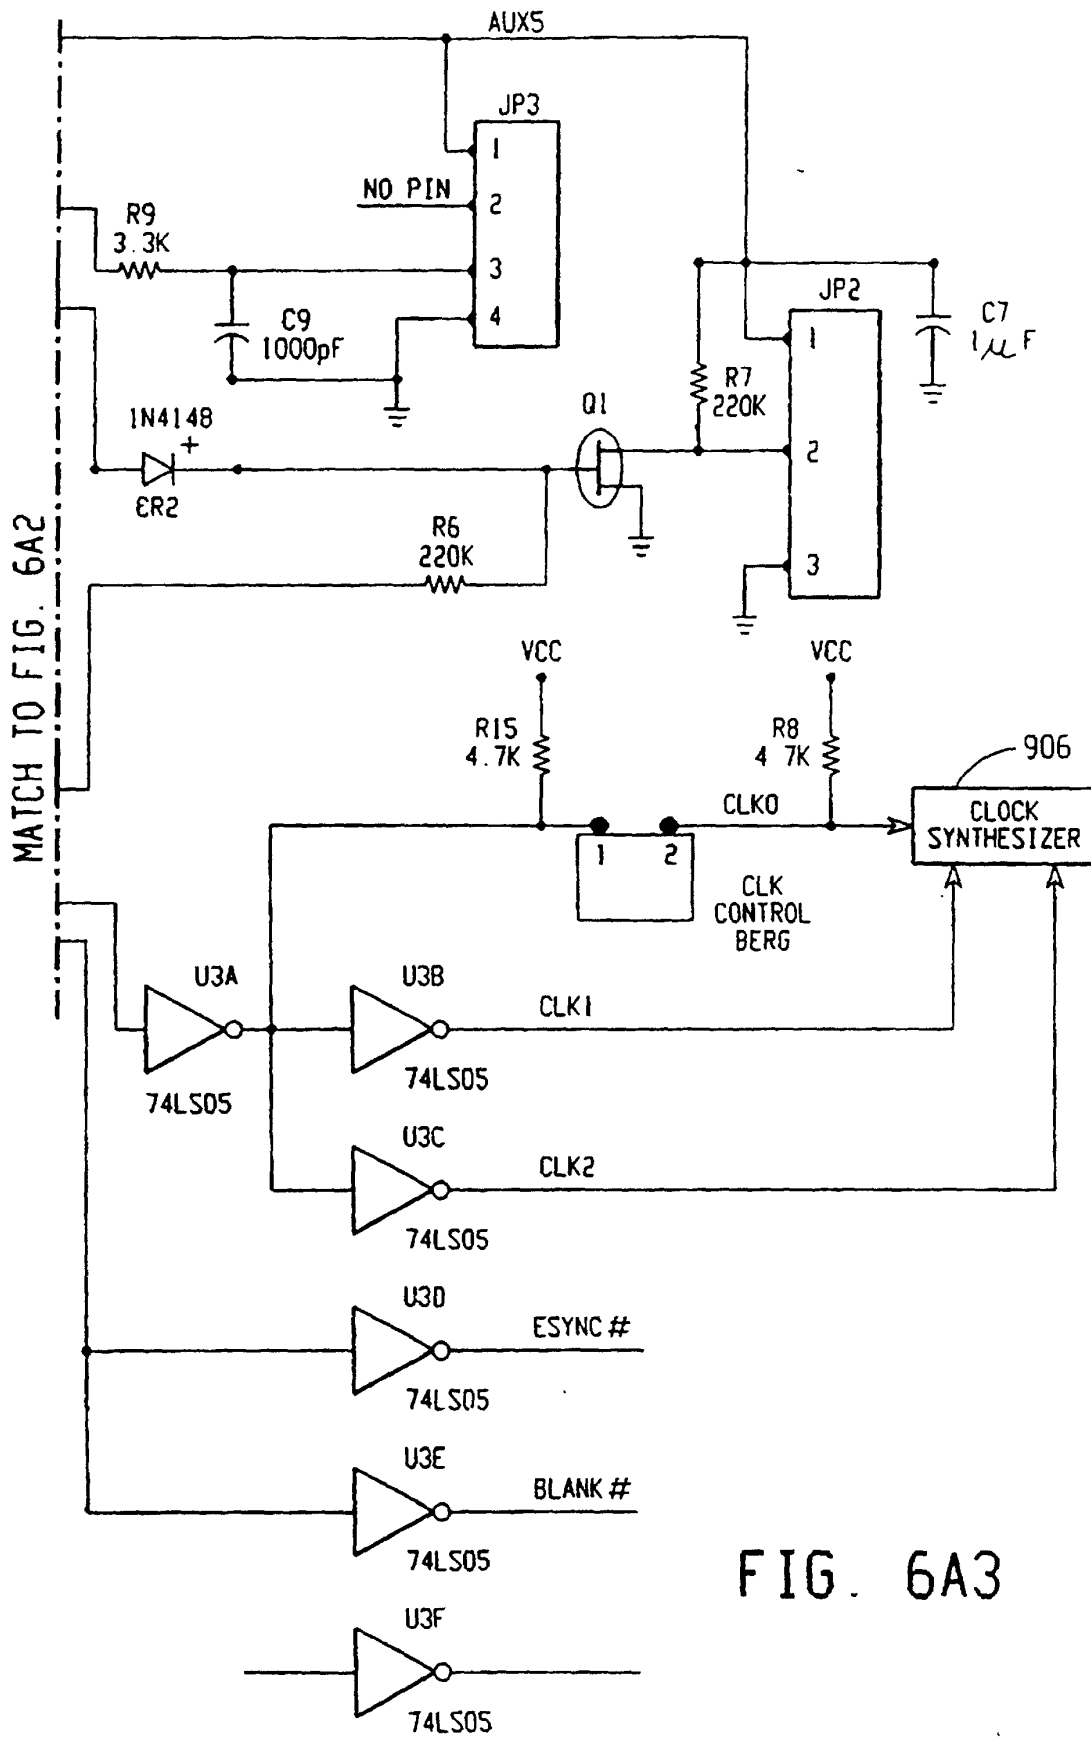 AUX5
JP3
1
NO PIN
2
R9
3.3K
3
C9
1000pF
4
JP2
1
C7
1μF
R7
220K
Q1
2
1N4148
+
CR2
R6
220K
3
MATCH TO FIG. 6A2
VCC
VCC
R15
4.7K
R8
4 7K
906
CLK0
CLOCK
SYNTHESIZER
1
2
CLK
CONTROL
BERG
U3A
74LS05
U3B
CLK1
74LS05
U3C
CLK2
74LS05
U3D
ESYNC#
74LS05
U3E
BLANK#
74LS05
FIG. 6A3
U3F
74LS05